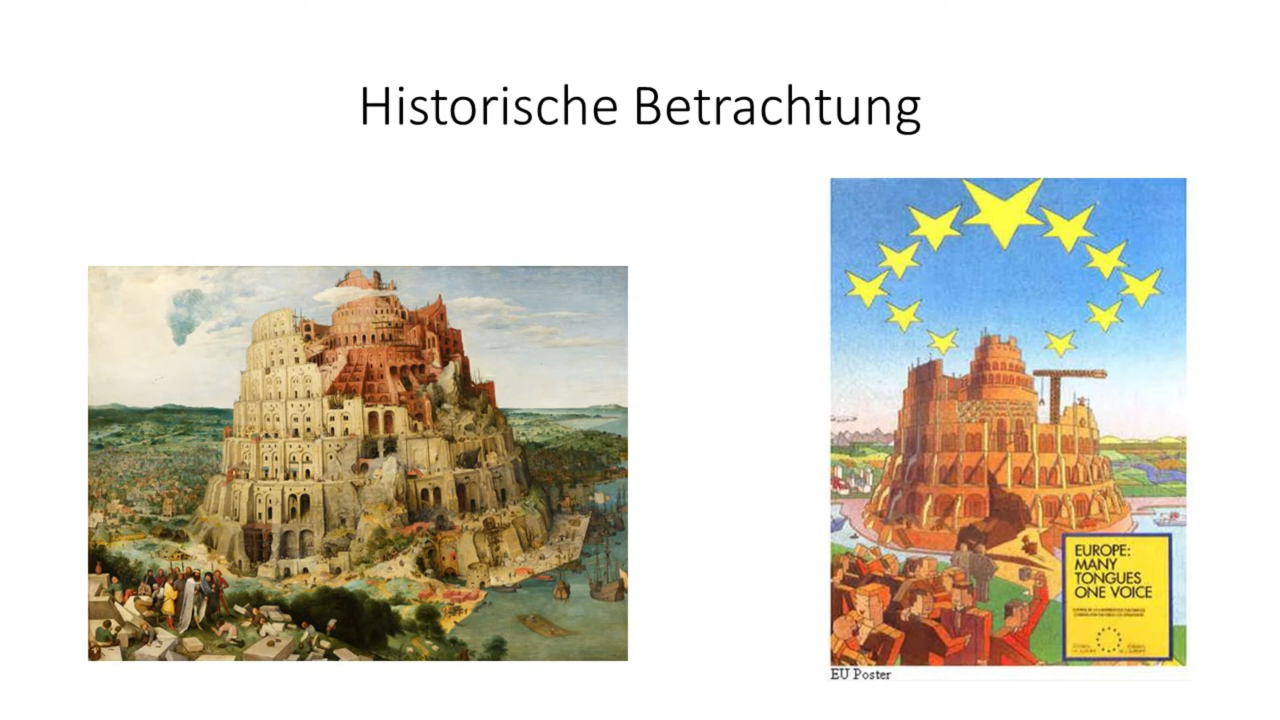 Historische Betrachtung
EUROPE:
MANY
TONGUES
ONE VOICE
EU Poster